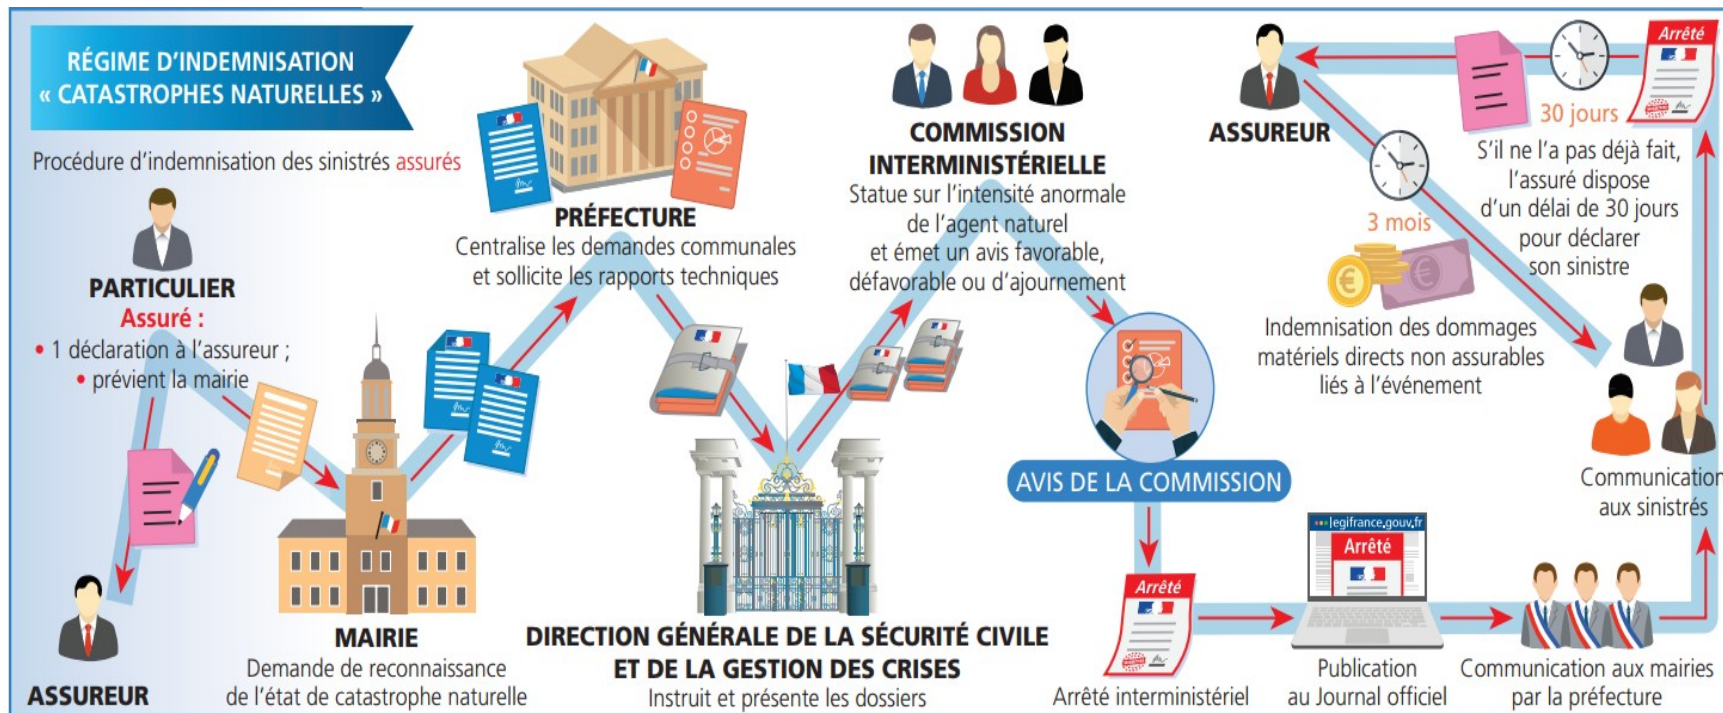 RÉGIME D'INDEMNISATION
« CATASTROPHES NATURELLES »
Procédure d'indemnisation des sinistrés assurés
PARTICULIER
Assuré :
• 1 déclaration à l'assureur ;
• prévient la mairie
ASSUREUR
MAIRIE
Demande de reconnaissance
de l'état de catastrophe naturelle
PRÉFECTURE
Centralise les demandes communales
et sollicite les rapports techniques
DIRECTION GÉNÉRALE DE LA SÉCURITÉ CIVILE
ET DE LA GESTION DES CRISES
Instruit et présente les dossiers
COMMISSION
INTERMINISTÉRIELLE
Statue sur l'intensité anormale
de l'agent naturel
et émet un avis favorable,
défavorable ou d'ajournement
AVIS DE LA COMMISSION
Arrêté
Arrêté interministériel
legifrance.gouv.fr
Arrêté
Publication
au Journal officiel
Communication aux mairies
par la préfecture
Communication
aux sinistrés
Arrêté
30 jours
S'il ne l'a pas déjà fait,
l'assuré dispose
d'un délai de 30 jours
pour déclarer
son sinistre
ASSUREUR
3 mois
Indemnisation des dommages
matériels directs non assurables
liés à l'événement